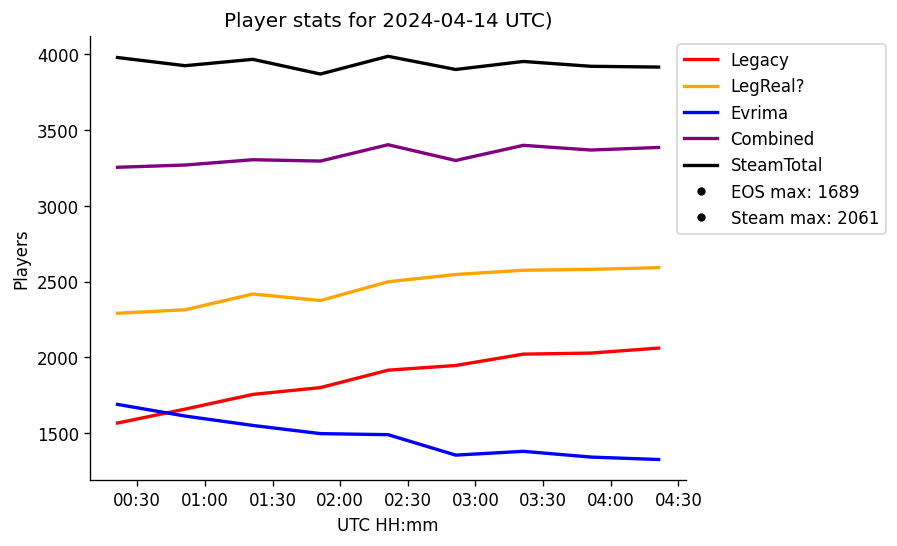 Player stats for 2024-04-14 UTC)
4000
3500
3000
2500
2000
1500
Players
00:30 01:00 01:30 02:00 02:30 03:00 03:30 04:00 04:30
UTC HH:mm
Legacy
LegReal?
Evrima
Combined
SteamTotal
EOS max: 1689
Steam max: 2061